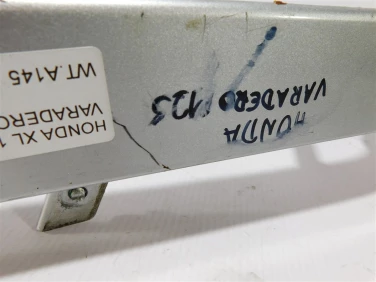 HONDA XL 1
VARADERO
WT.A145
HONDA
VARADERO 125